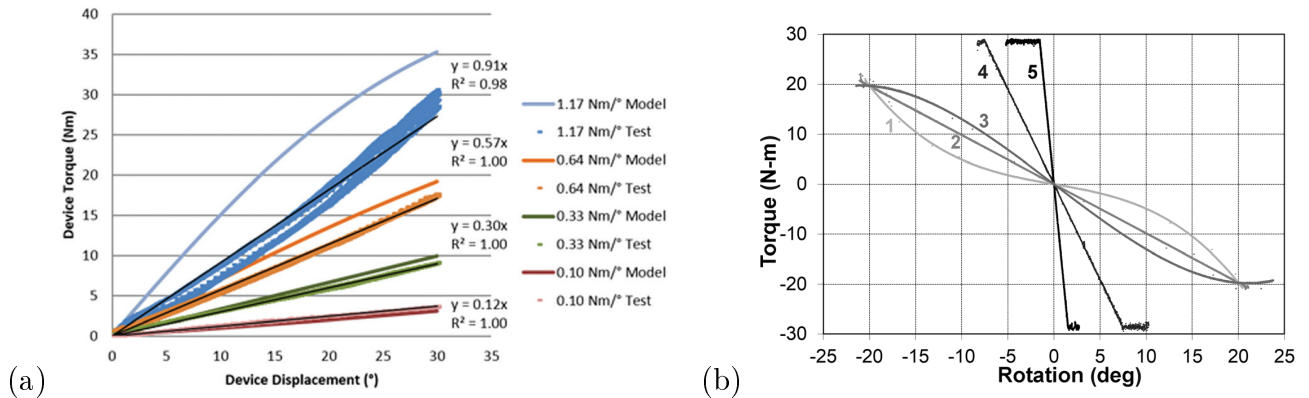 40
35
30
25
20
15
10
5
0
Device Torque (Nm)
0 5 10 15 20 25 30 35
Device Displacement (°)
y = 0.91x
R² = 0.98
y = 0.57x
R² = 1.00
y = 0.30x
R² = 1.00
y = 0.12x
R² = 1.00
1.17 Nm/° Model
1.17 Nm/° Test
0.64 Nm/° Model
0.64 Nm/° Test
0.33 Nm/° Model
0.33 Nm/° Test
0.10 Nm/° Model
0.10 Nm/° Test
(a)
30
20
10
0
-10
-20
-30
Torque (N-m)
4 5
3
1
2
-25 -20 -15 -10 -5 0 5 10 15 20 25
Rotation (deg)
(b)